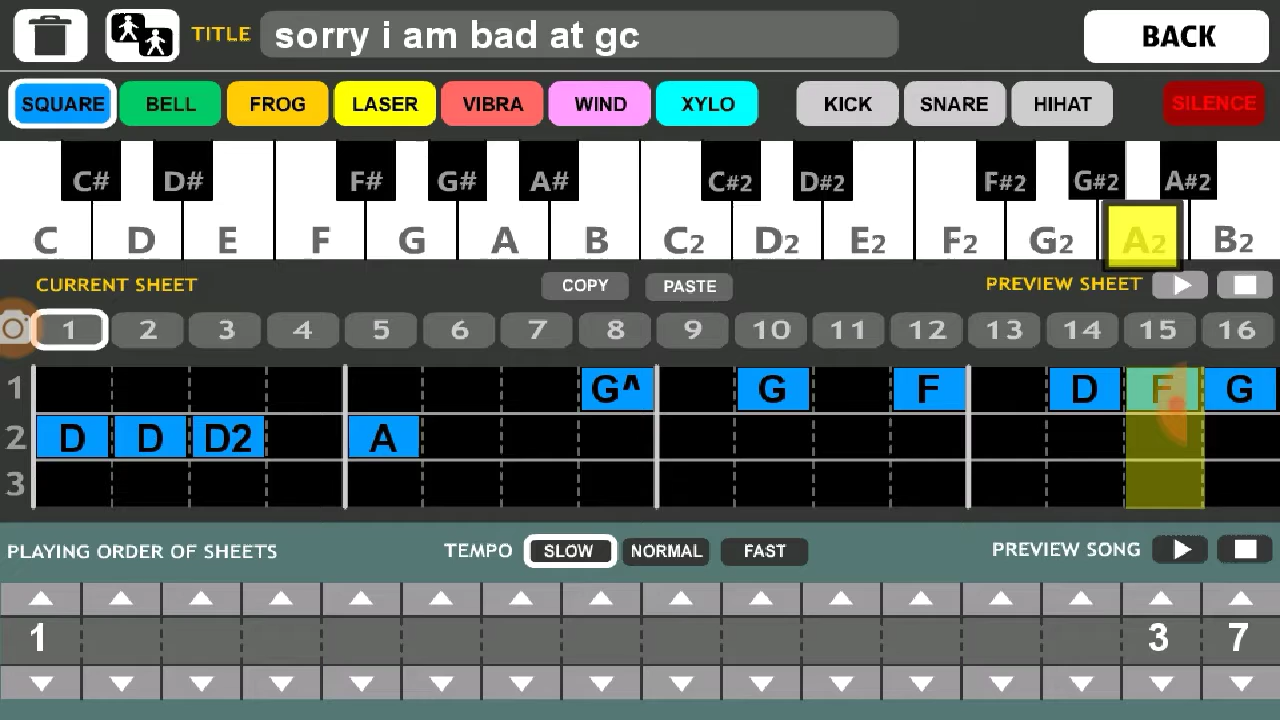 TITLE sorry i am bad at gc BACK
SQUARE BELL FROG LASER VIBRA WIND XYLO KICK SNARE HIHAT SILENCE
C# D# F# G# A# C#2 D#2 F#2 G#2 A#2
C D E F G A B C2 D2 E2 F2 G2 A2 B2
CURRENT SHEET COPY PASTE PREVIEW SHEET
1 2 3 4 5 6 7 8 9 10 11 12 13 14 15 16
1 G^ G F D F G
2 D D D2 A
3
PLAYING ORDER OF SHEETS TEMPO SLOW NORMAL FAST PREVIEW SONG
1 3 7